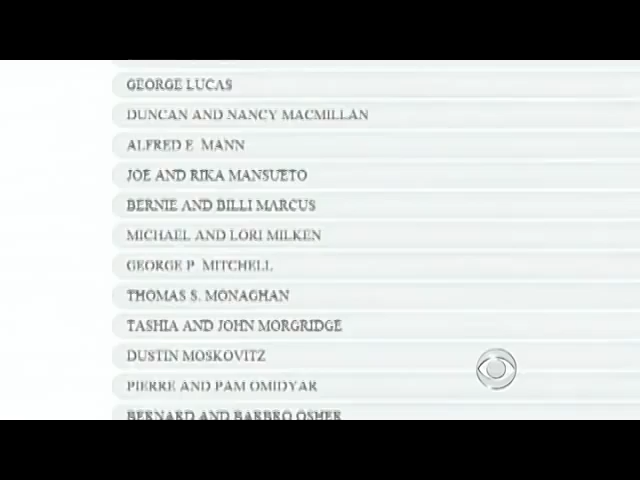 GEORGE LUCAS
DUNCAN AND NANCY MACMILLAN
ALFRED E. MANN
JOE AND RIKA MANSUETO
BERNIE AND BILLI MARCUS
MICHAEL AND LORI MILKEN
GEORGE P. MITCHELL
THOMAS S. MONAGHAN
TASHIA AND JOHN MORGRIDGE
DUSTIN MOSKOVITZ
PIERRE AND PAM OMIDYAR
BERNARD AND BARBRO OSHER